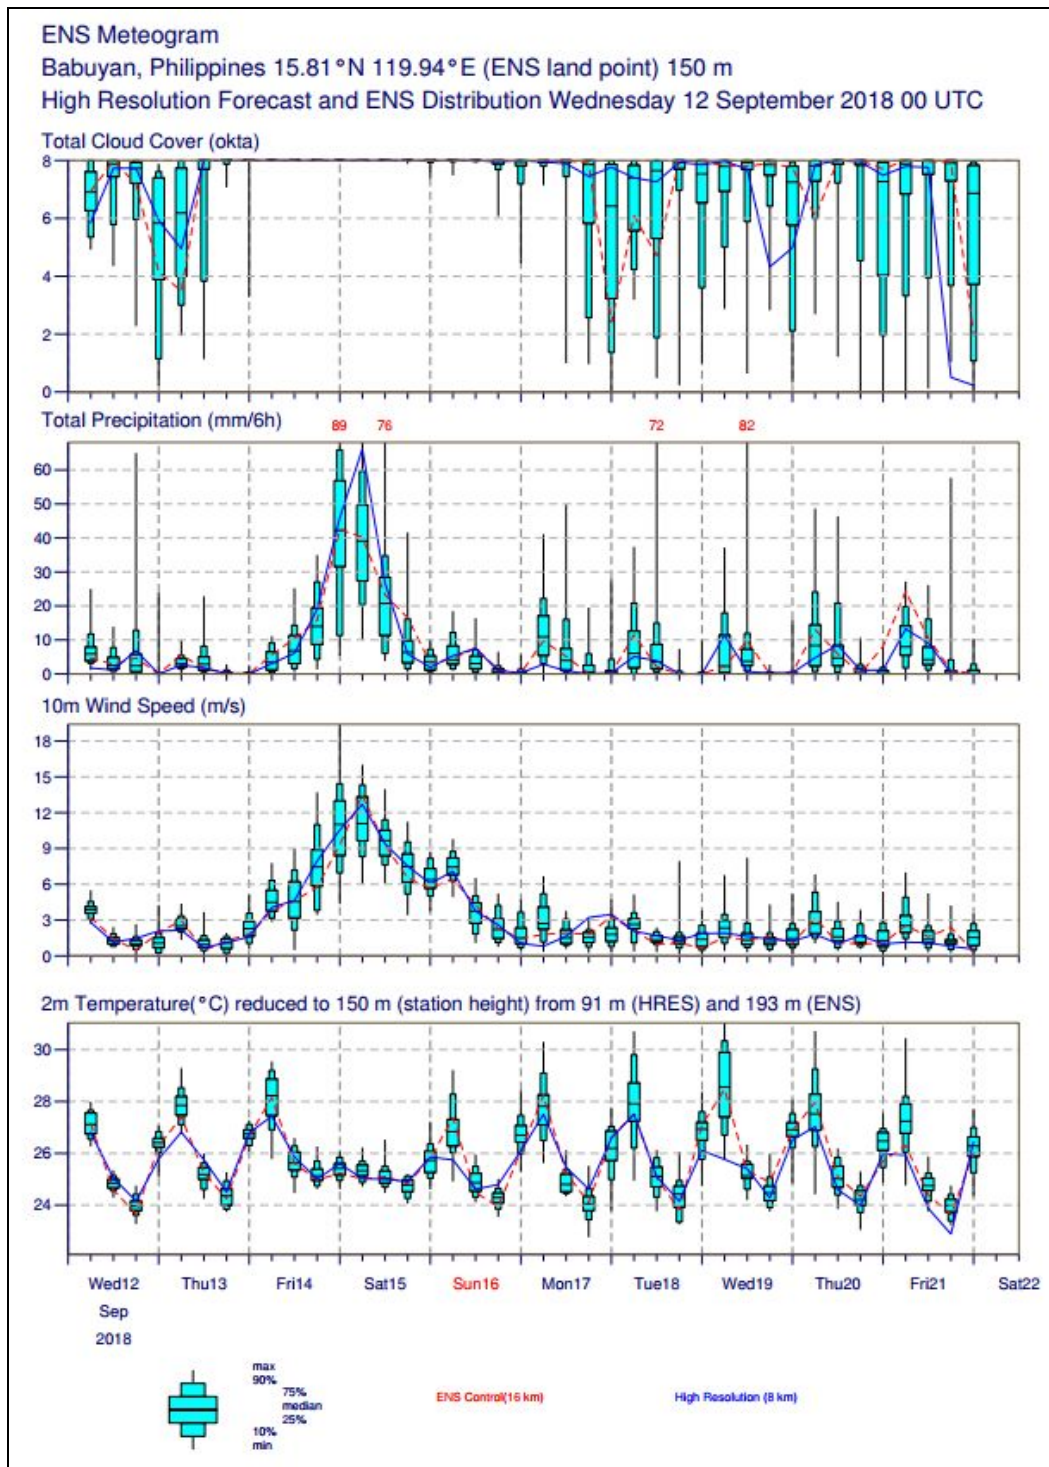 ENS Meteogram
Babuyan, Philippines 15.81°N 119.94°E (ENS land point) 150 m
High Resolution Forecast and ENS Distribution Wednesday 12 September 2018 00 UTC
Total Cloud Cover (okta)
8
6
4
2
0
Total Precipitation (mm/6h)
89 76 72 82
60
50
40
30
20
10
0
10m Wind Speed (m/s)
18
15
12
9
6
3
0
2m Temperature(°C) reduced to 150 m (station height) from 91 m (HRES) and 193 m (ENS)
30
28
26
24
Wed12 Thu13 Fri14 Sat15 Sun16 Mon17 Tue18 Wed19 Thu20 Fri21 Sat22
Sep
2018
max
90%
75%
median
25%
10%
min
ENS Control(16 km)
High Resolution (8 km)